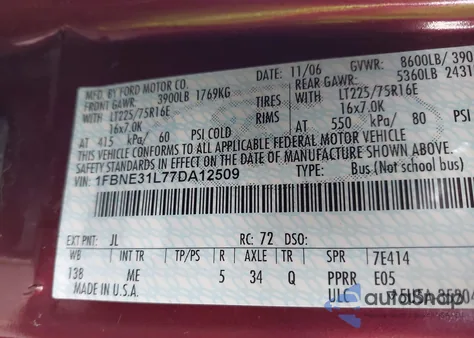 MFD. BY FORD MOTOR CO.
11/06 GVWR: 8600LB/ 390
FRONT GAWR: 3900LB 1769KG
REAR GAWR: 5360LB 2431
WITH LT225/75R16E TIRES
WITH LT225/75R16E
16x7.0K RIMS
16x7.0K
AT 415 kPa/ 60 PSI COLD
AT 550 kPa/ 80
THIS VEHICLE CONFORMS TO ALL APPLICABLE FEDERAL MOTOR VEHICLE
SAFETY STANDARDS IN EFFECT ON THE DATE OF MANUFACTURE SHOWN ABOVE
VIN: 1FBNE31L77DA12509
TYPE: Bus (Not school bus)
EXT PNT: JL RC: 72 DSO:
WB INT TR TP/PS R AXLE TR SPR 7E414
138 ME 5 34 Q PPRR E05
MADE IN U.S.A. ULC
autoSnap